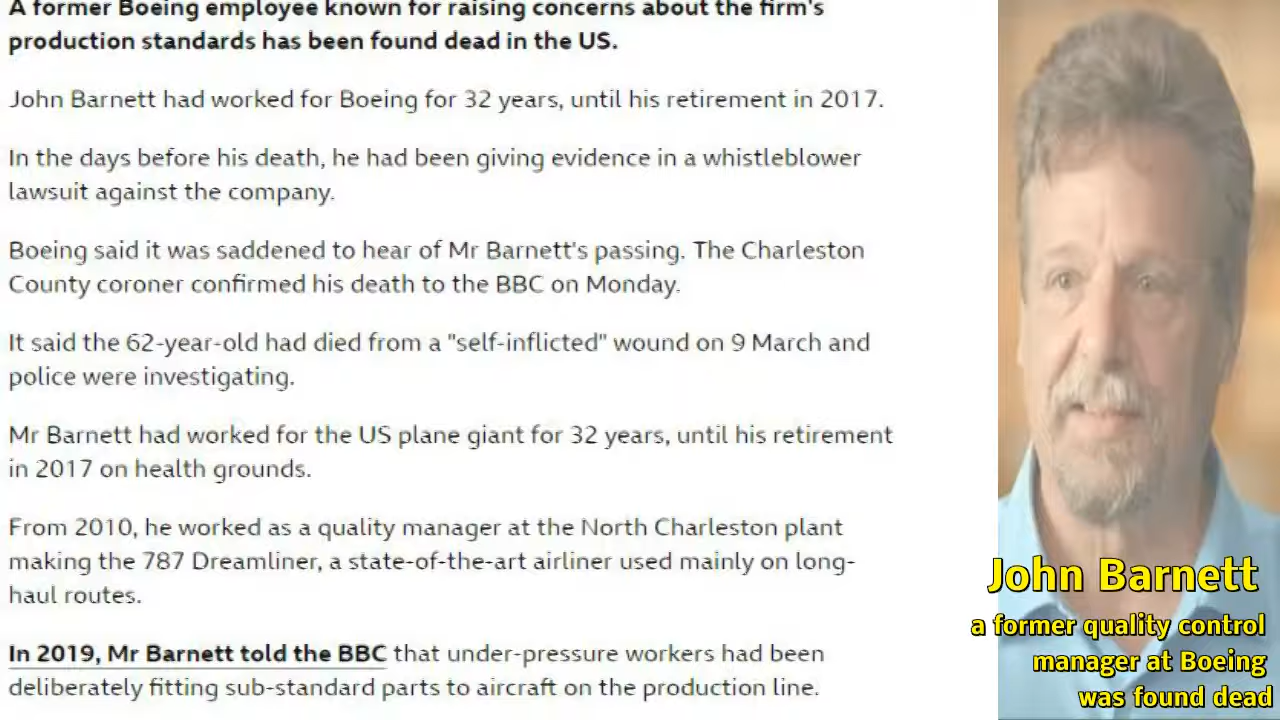 A former Boeing employee known for raising concerns about the firm's
production standards has been found dead in the US.
John Barnett had worked for Boeing for 32 years, until his retirement in 2017.
In the days before his death, he had been giving evidence in a whistleblower
lawsuit against the company.
Boeing said it was saddened to hear of Mr Barnett's passing. The Charleston
County coroner confirmed his death to the BBC on Monday.
It said the 62-year-old had died from a "self-inflicted" wound on 9 March and
police were investigating.
Mr Barnett had worked for the US plane giant for 32 years, until his retirement
in 2017 on health grounds.
From 2010, he worked as a quality manager at the North Charleston plant
making the 787 Dreamliner, a state-of-the-art airliner used mainly on long-
haul routes.
In 2019, Mr Barnett told the BBC that under-pressure workers had been
deliberately fitting sub-standard parts to aircraft on the production line.
John Barnett
a former quality control
manager at Boeing
was found dead